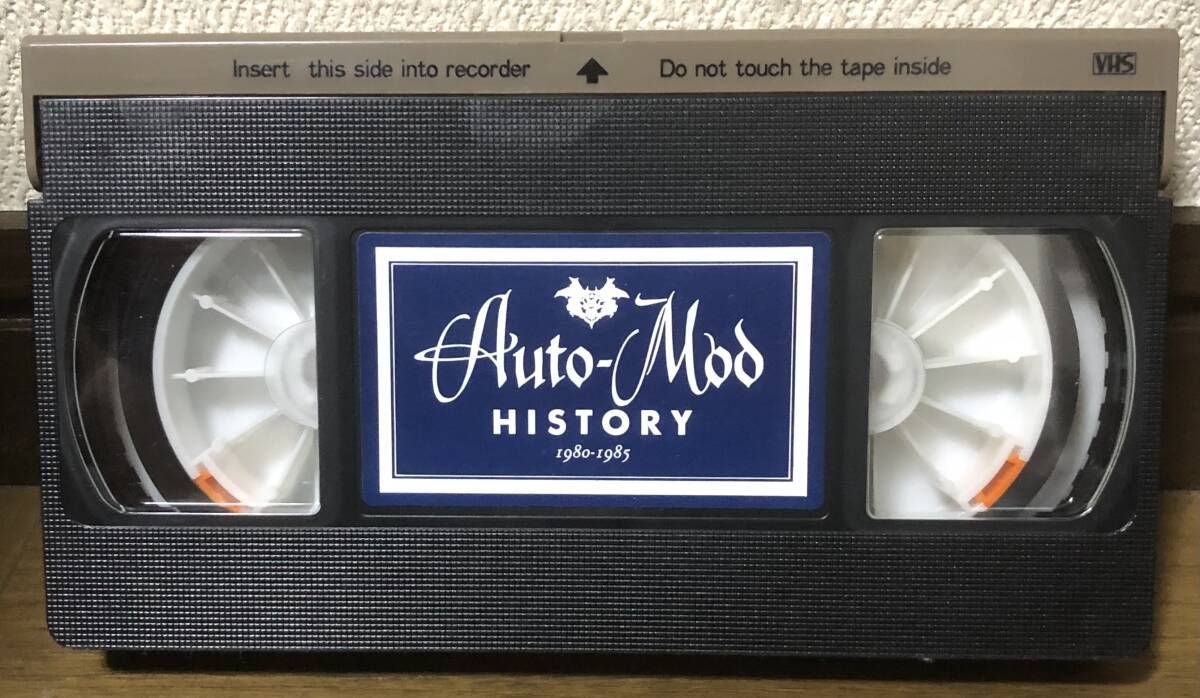 Insert this side into recorder Do not touch the tape inside VHS
Auto-Mod
HISTORY
1980-1985